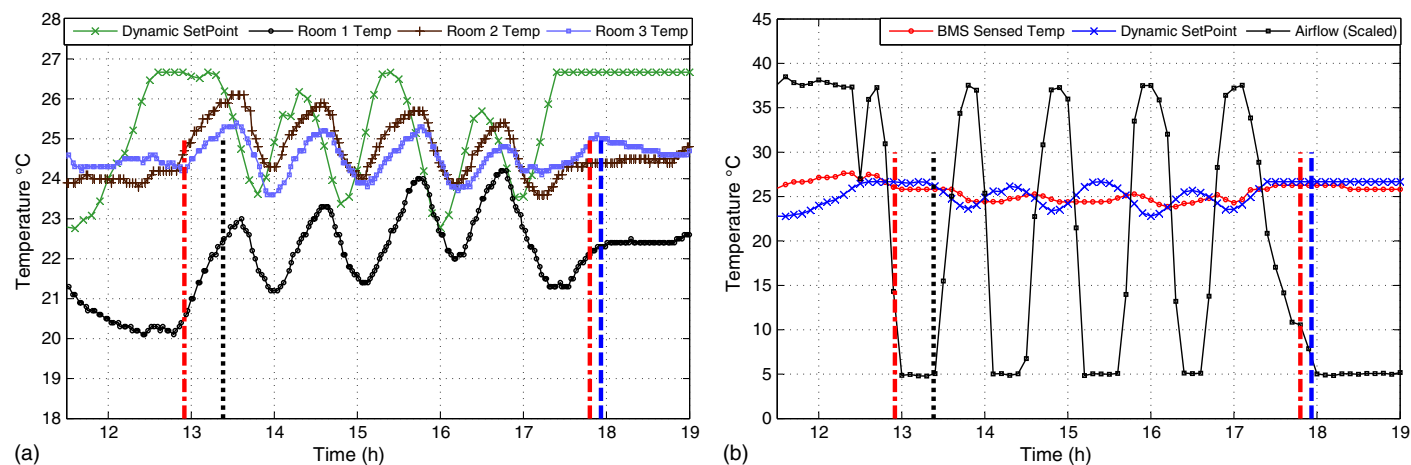 Dynamic SetPoint Room 1 Temp Room 2 Temp Room 3 Temp
28
27
26
25
24
23
22
21
20
19
18
Temperature °C
12 13 14 15 16 17 18 19
Time (h)
(a)
BMS Sensed Temp Dynamic SetPoint Airflow (Scaled)
45
40
35
30
25
20
15
10
5
0
Temperature °C
12 13 14 15 16 17 18 19
Time (h)
(b)